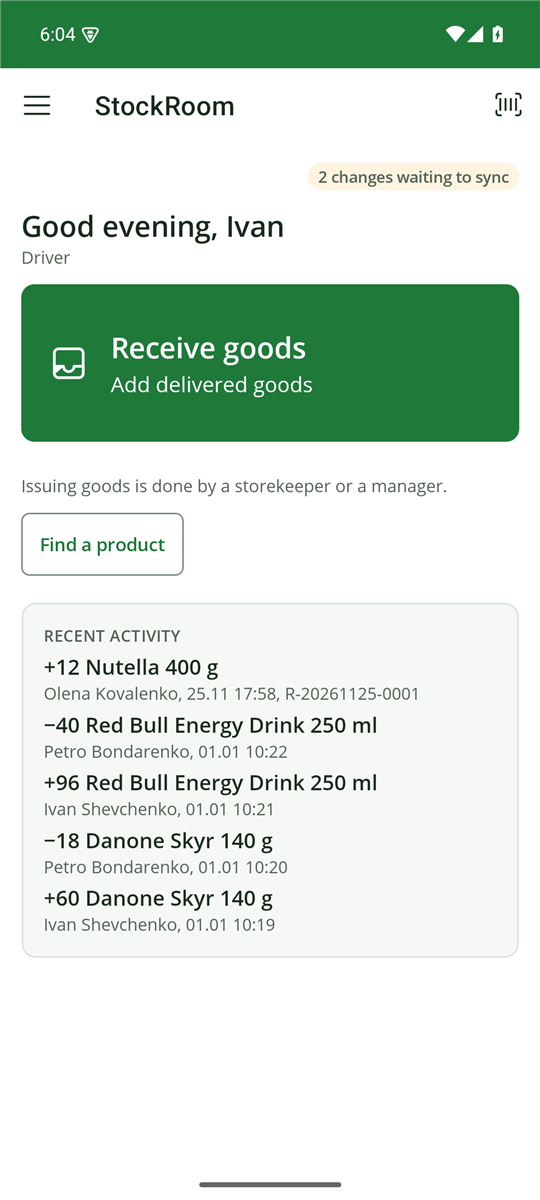 6:04
StockRoom
2 changes waiting to sync
Good evening, Ivan
Driver
Receive goods
Add delivered goods
Issuing goods is done by a storekeeper or a manager.
Find a product
RECENT ACTIVITY
+12 Nutella 400 g
Olena Kovalenko, 25.11 17:58, R-20261125-0001
−40 Red Bull Energy Drink 250 ml
Petro Bondarenko, 01.01 10:22
+96 Red Bull Energy Drink 250 ml
Ivan Shevchenko, 01.01 10:21
−18 Danone Skyr 140 g
Petro Bondarenko, 01.01 10:20
+60 Danone Skyr 140 g
Ivan Shevchenko, 01.01 10:19